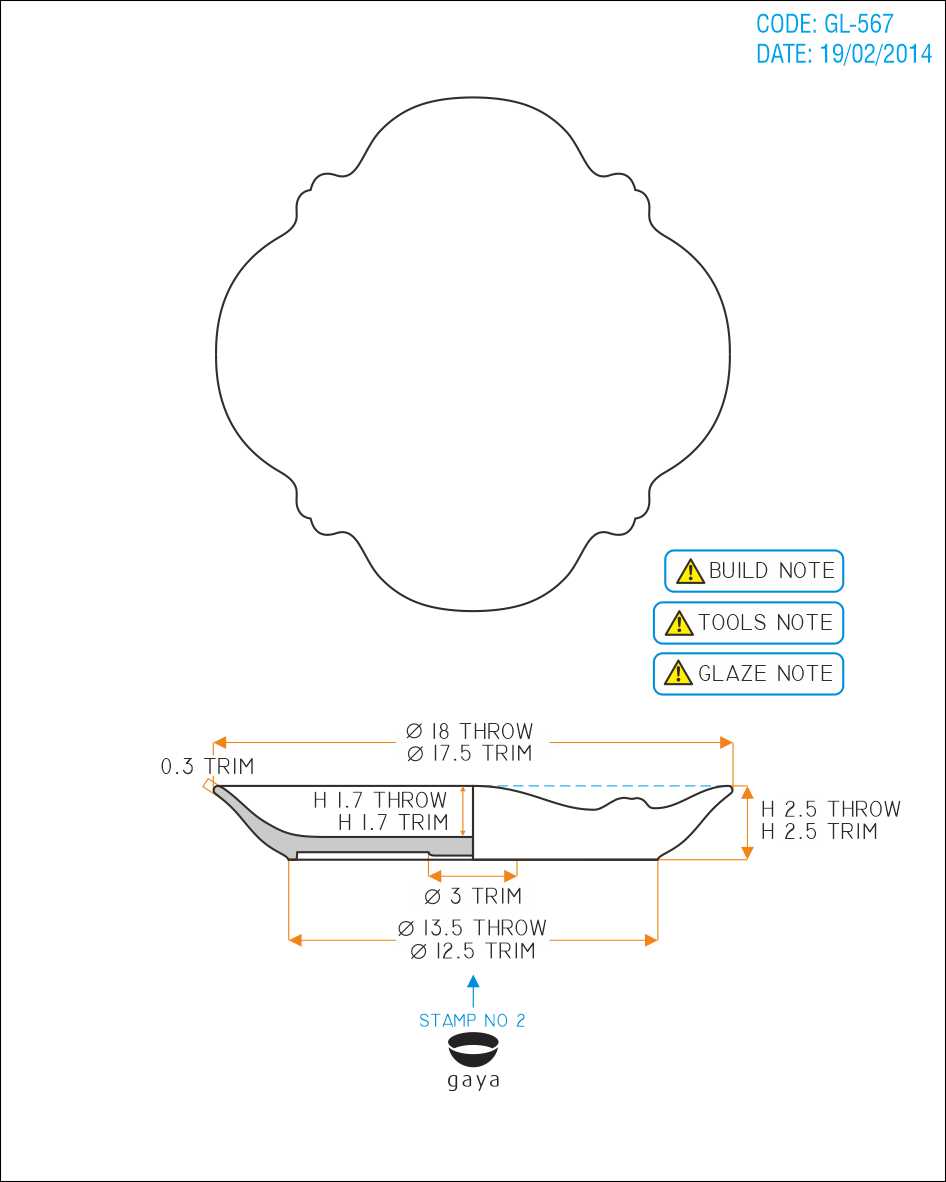 CODE: GL-567
DATE: 19/02/2014
BUILD NOTE
TOOLS NOTE
GLAZE NOTE
Ø 18 THROW
Ø 17.5 TRIM
0.3 TRIM
H 1.7 THROW
H 1.7 TRIM
H 2.5 THROW
H 2.5 TRIM
Ø 3 TRIM
Ø 13.5 THROW
Ø 12.5 TRIM
STAMP NO 2
gaya